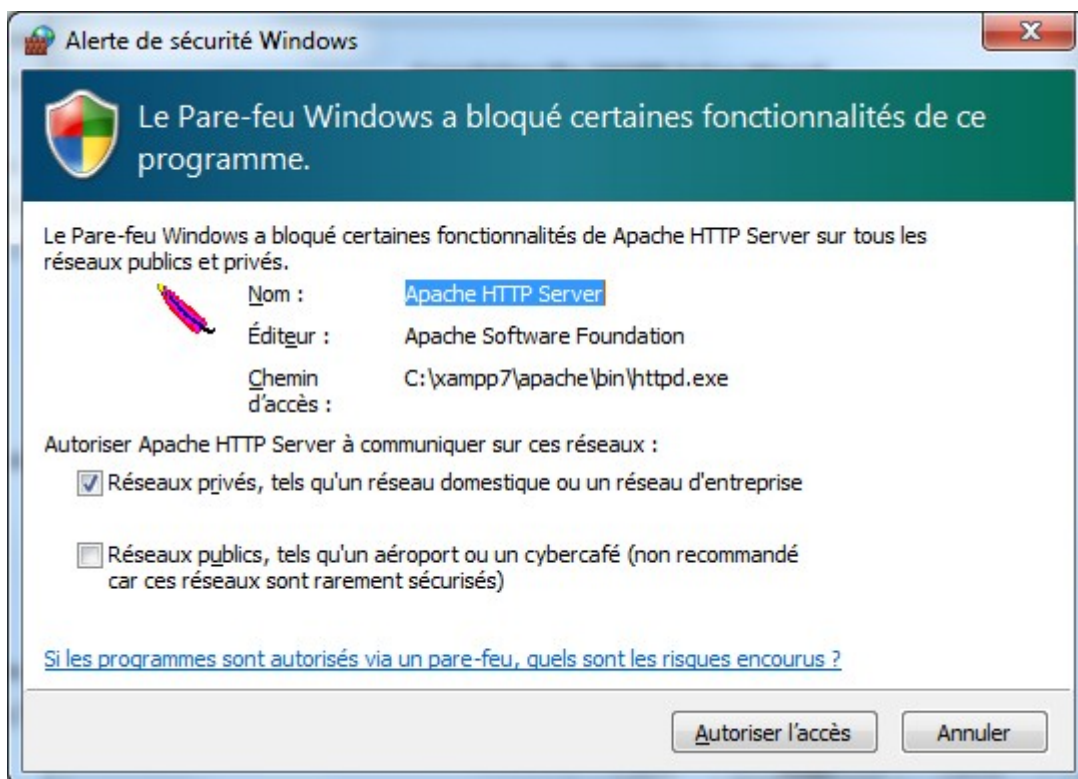 Alerte de sécurité Windows
Le Pare-feu Windows a bloqué certaines fonctionnalités de ce
programme.
Le Pare-feu Windows a bloqué certaines fonctionnalités de Apache HTTP Server sur tous les
réseaux publics et privés.
Nom : Apache HTTP Server
Éditeur : Apache Software Foundation
Chemin C:\xampp7\apache\bin\httpd.exe
d'accès :
Autoriser Apache HTTP Server à communiquer sur ces réseaux :
Réseaux privés, tels qu'un réseau domestique ou un réseau d'entreprise
Réseaux publics, tels qu'un aéroport ou un cybercafé (non recommandé
car ces réseaux sont rarement sécurisés)
Si les programmes sont autorisés via un pare-feu, quels sont les risques encourus ?
Autoriser l'accès Annuler